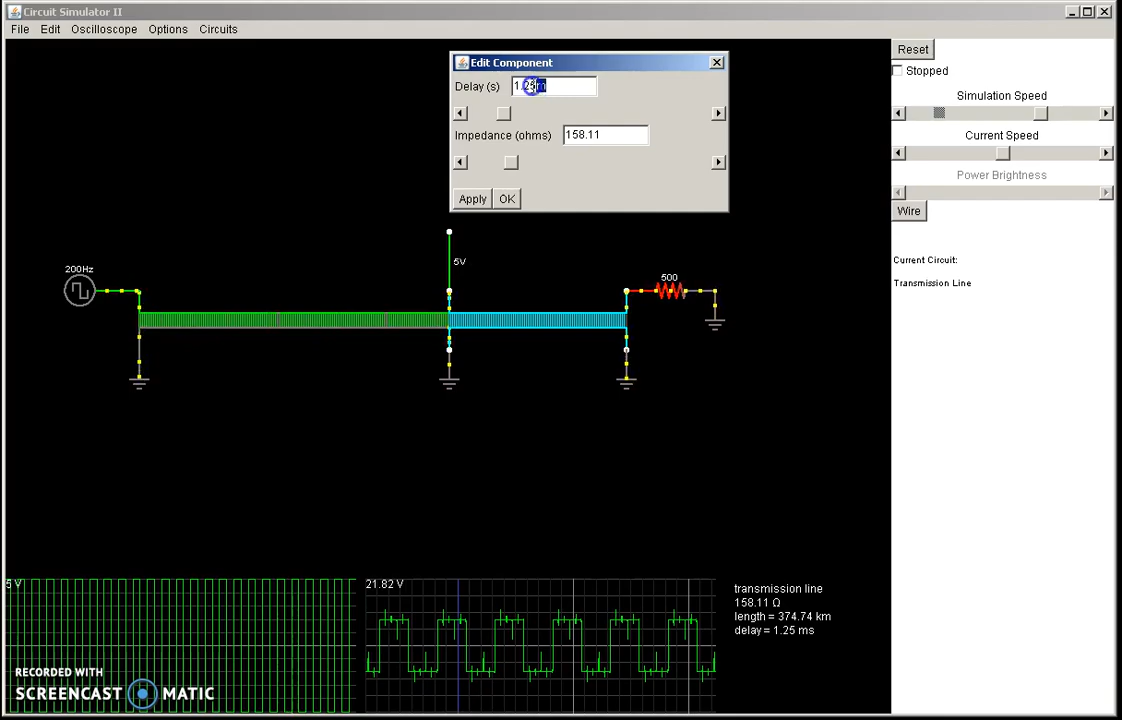 Circuit Simulator II
File Edit Oscilloscope Options Circuits
Edit Component
Delay (s) 1.25m
Impedance (ohms) 158.11
Apply OK
Reset
Stopped
Simulation Speed
Current Speed
Power Brightness
Wire
Current Circuit:
Transmission Line
200Hz
5V
500
5 V
21.82 V
transmission line
158.11 Ω
length = 374.74 km
delay = 1.25 ms
RECORDED WITH
SCREENCAST MATIC